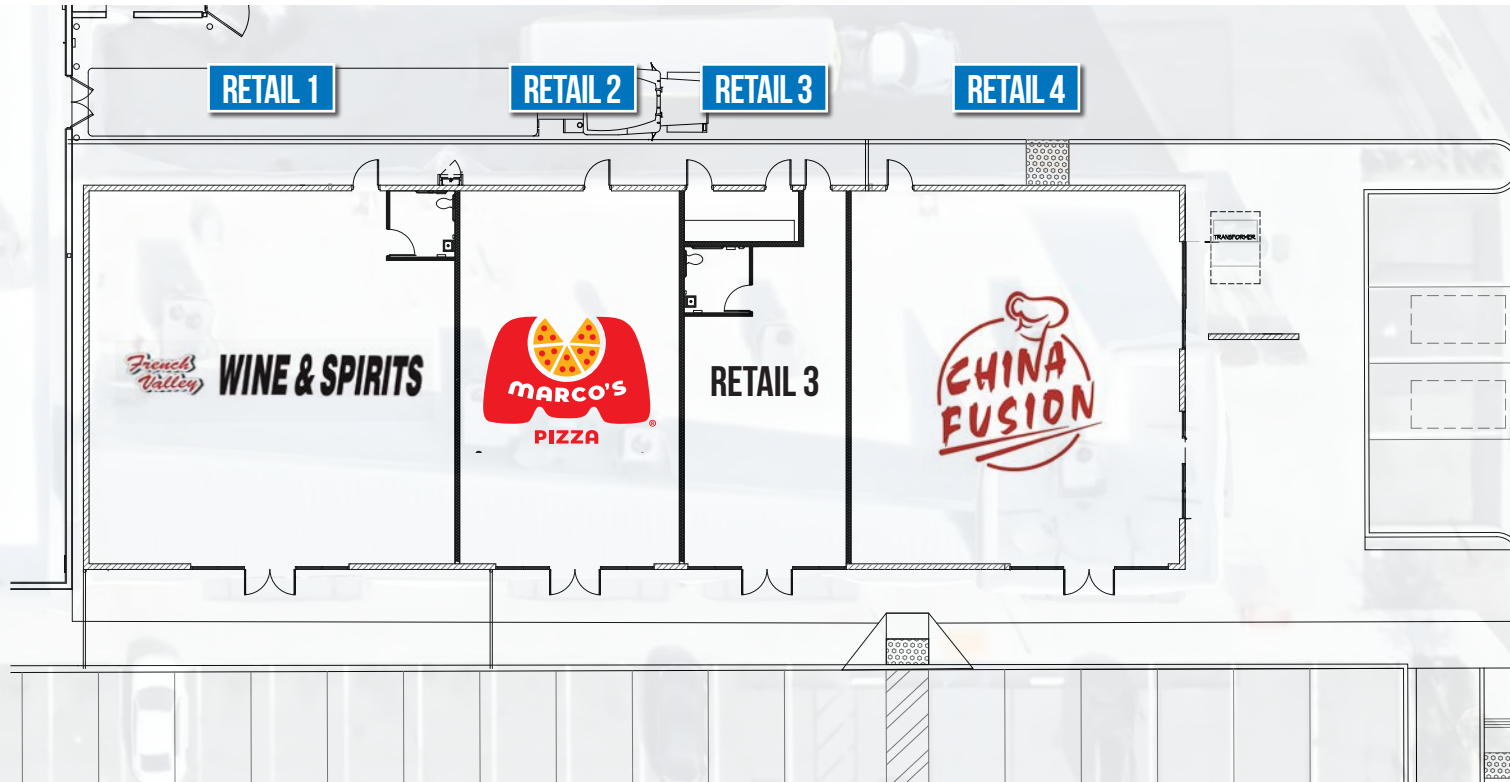 RETAIL 1
RETAIL 2
RETAIL 3
RETAIL 4
TRANSFORMER
French
Valley
WINE & SPIRITS
MARCO'S
®
PIZZA
RETAIL 3
CHINA
FUSION